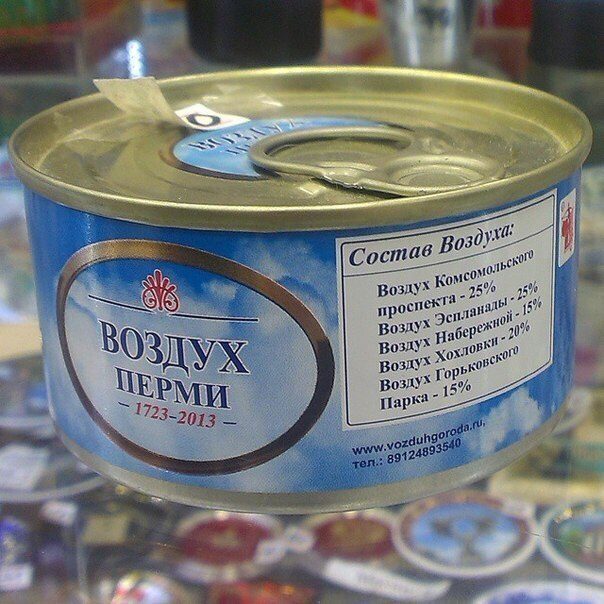 ВОЗДУХ
ВОЗДУХ
ПЕРМИ
– 1723-2013 –
Состав Воздуха:
Воздух Комсомольского
проспекта - 25%
Воздух Эспланады - 25%
Воздух Набережной - 15%
Воздух Хохловки - 20%
Воздух Горьковского
Парка - 15%
www.vozduhgoroda.ru,
тел.: 89124893540